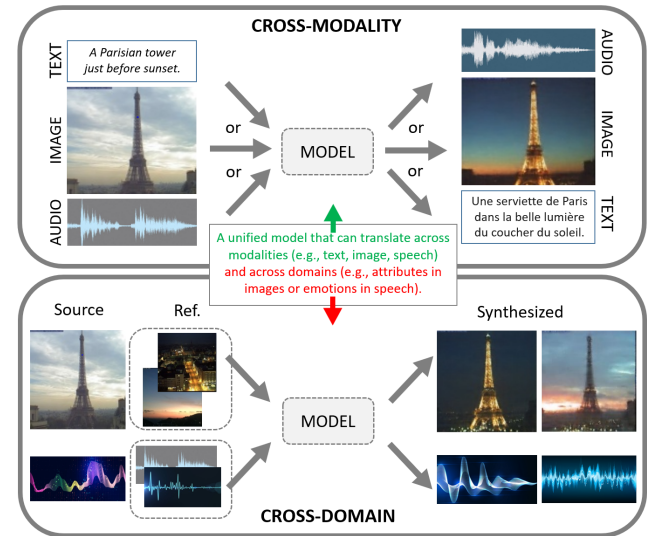 CROSS-MODALITY
TEXT
A Parisian tower
just before sunset.
IMAGE
AUDIO
or
or
MODEL
or
or
AUDIO
IMAGE
TEXT
Une serviette de Paris
dans la belle lumière
du coucher du soleil.
A unified model that can translate across
modalities (e.g., text, image, speech)
and across domains (e.g., attributes in
images or emotions in speech).
Source
Ref.
Synthesized
MODEL
CROSS-DOMAIN